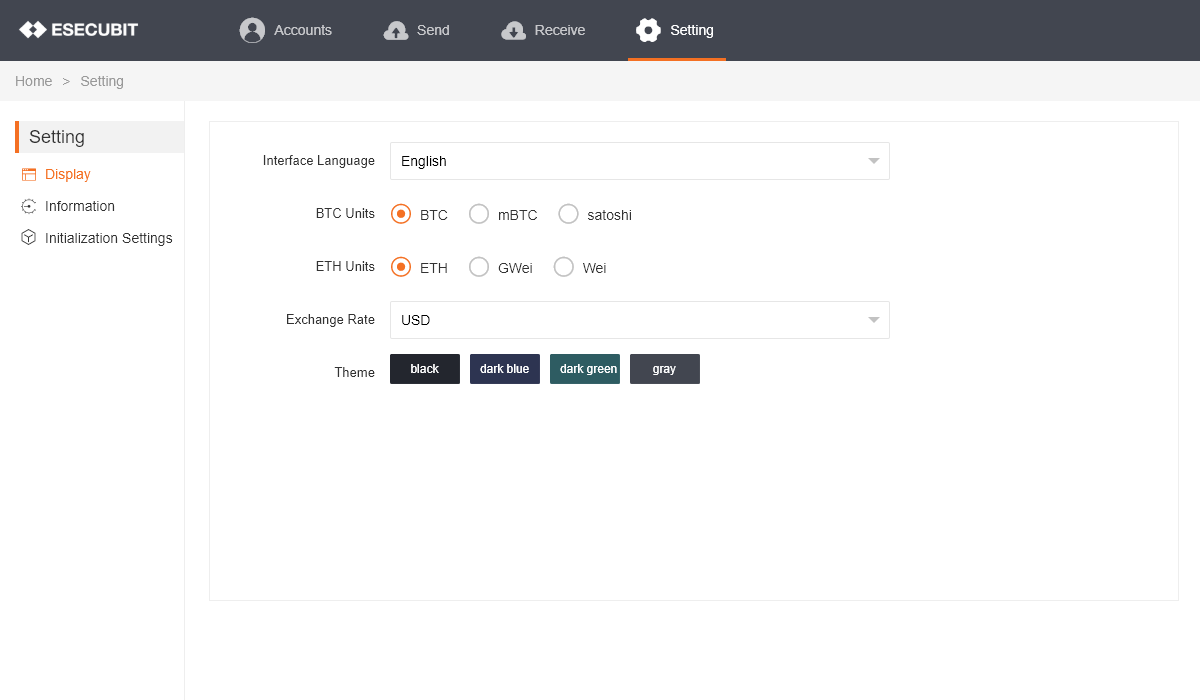 ESECUBIT
Accounts
Send
Receive
Setting
Home > Setting
Setting
Display
Information
Initialization Settings
Interface Language English
BTC Units BTC mBTC satoshi
ETH Units ETH GWei Wei
Exchange Rate USD
Theme black dark blue dark green gray